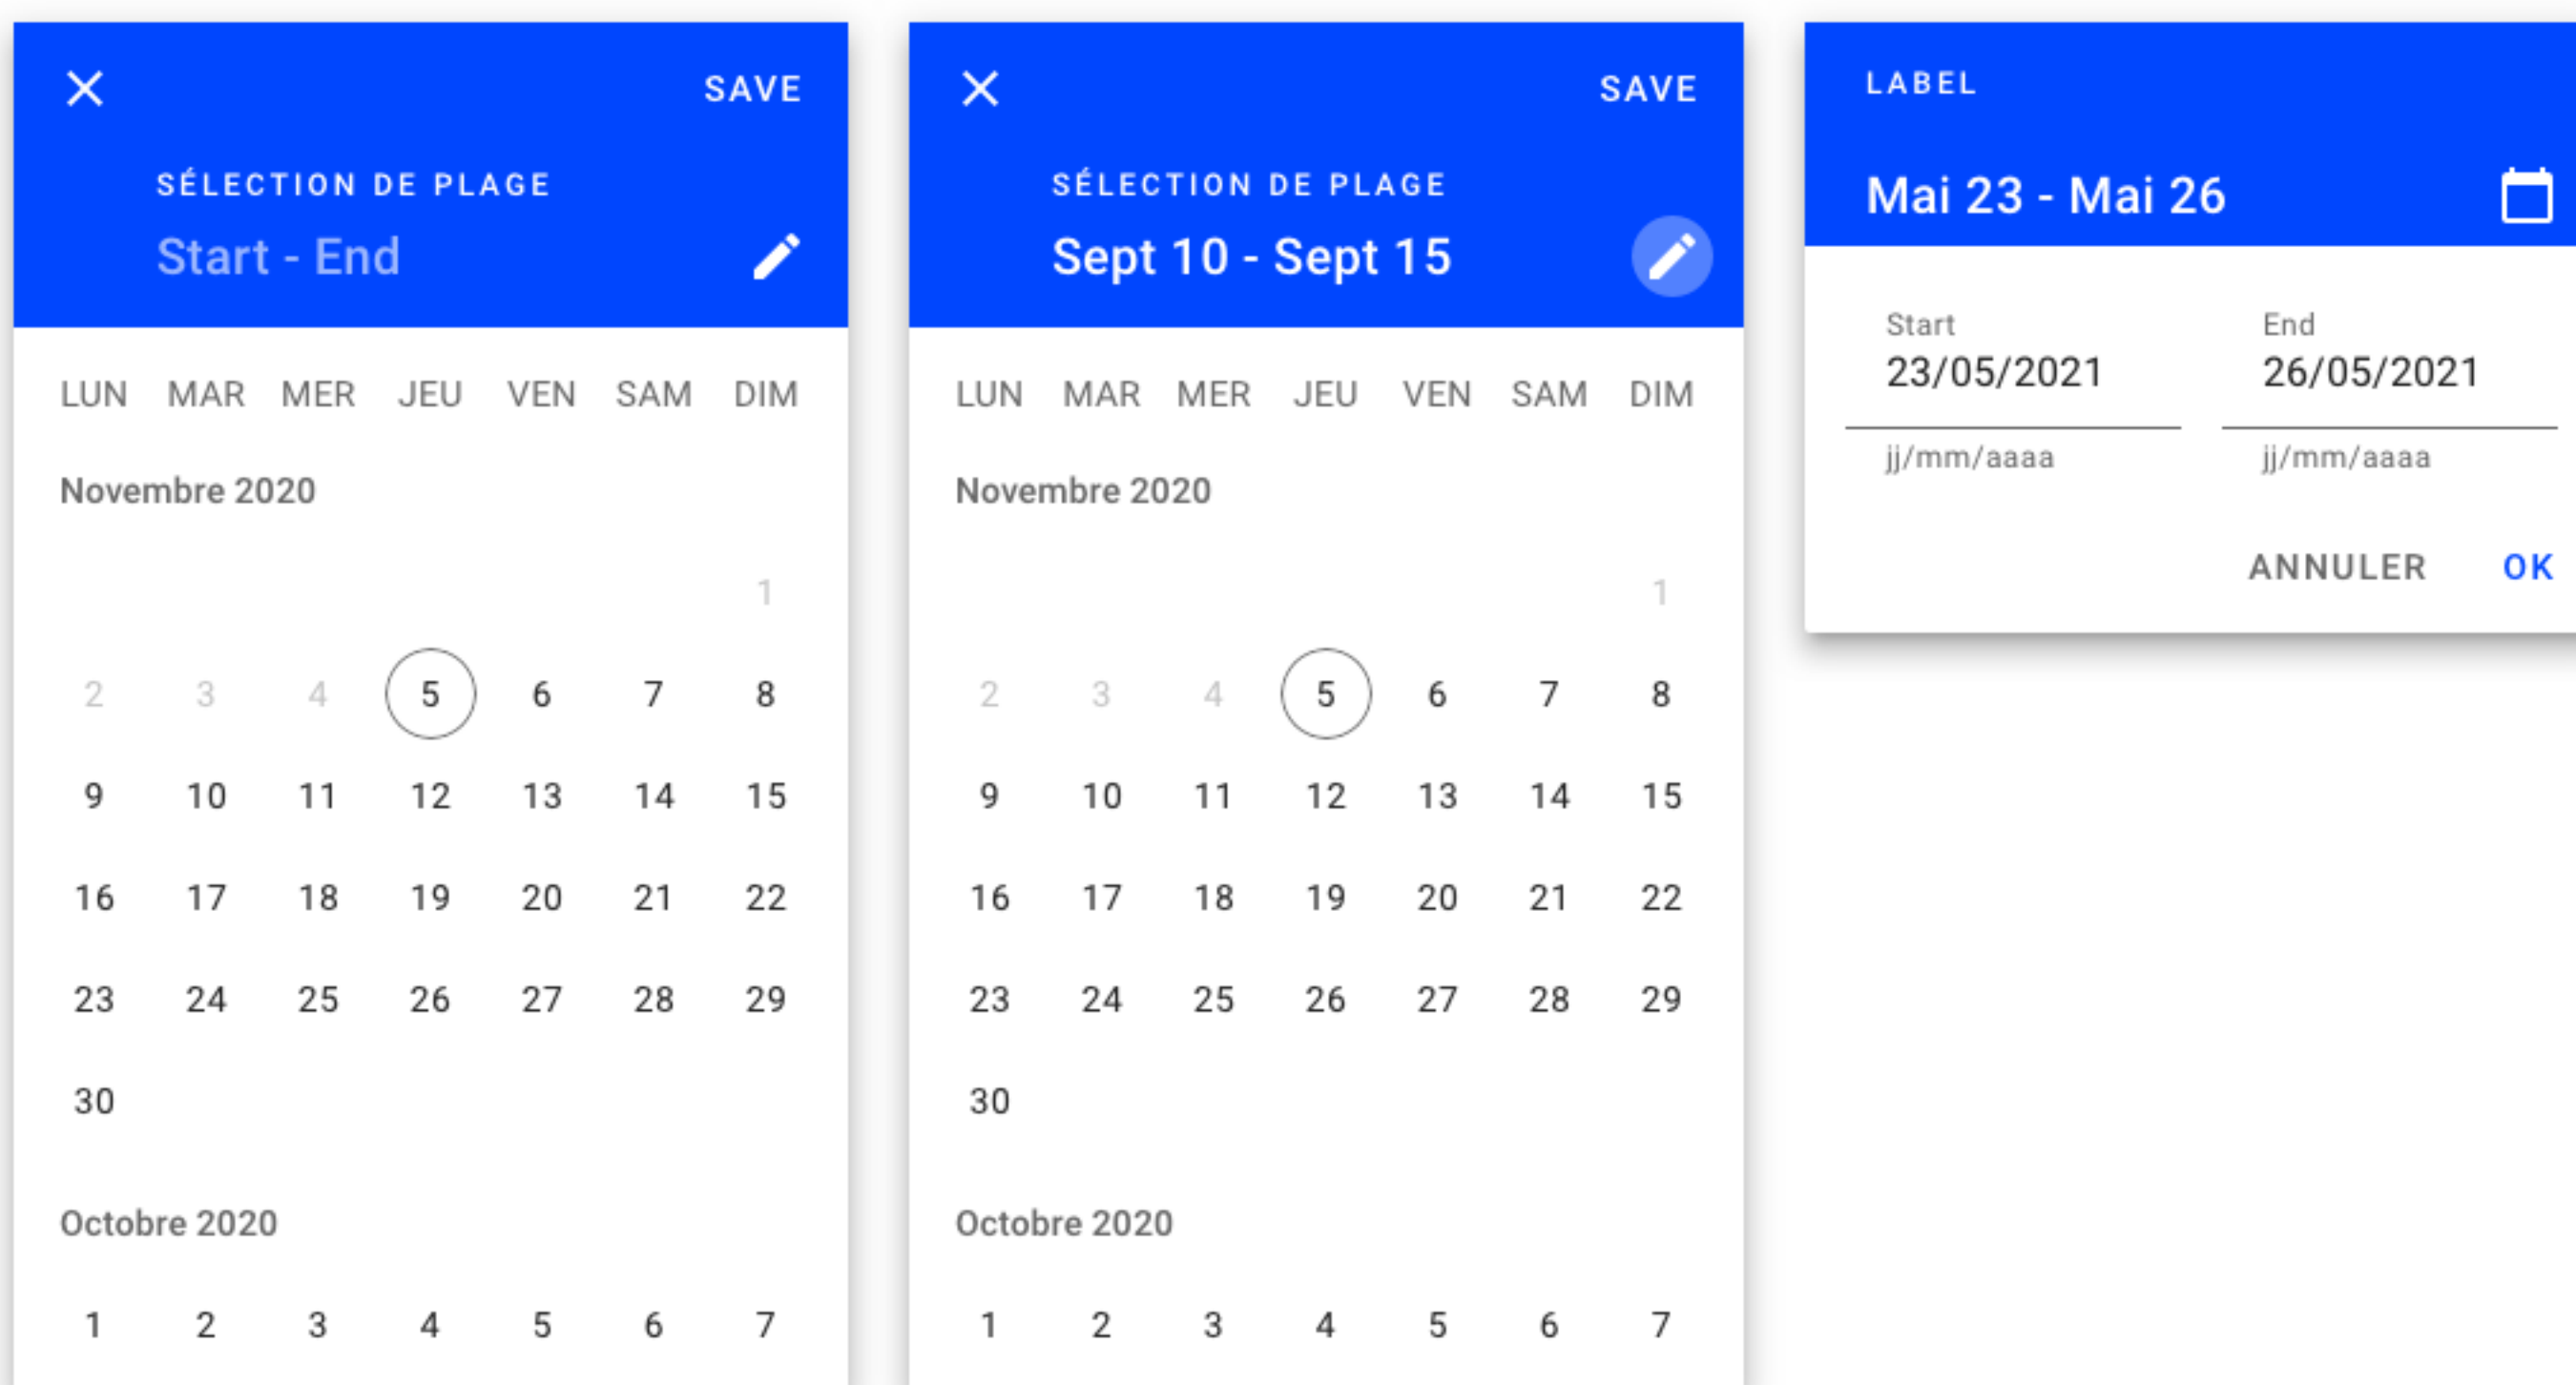 SAVE
SÉLECTION DE PLAGE
Start - End
LUN MAR MER JEU VEN SAM DIM
Novembre 2020
1
2 3 4 5 6 7 8
9 10 11 12 13 14 15
16 17 18 19 20 21 22
23 24 25 26 27 28 29
30
Octobre 2020
1 2 3 4 5 6 7
SAVE
SÉLECTION DE PLAGE
Sept 10 - Sept 15
LUN MAR MER JEU VEN SAM DIM
Novembre 2020
1
2 3 4 5 6 7 8
9 10 11 12 13 14 15
16 17 18 19 20 21 22
23 24 25 26 27 28 29
30
Octobre 2020
1 2 3 4 5 6 7
LABEL
Mai 23 - Mai 26
Start End
23/05/2021 26/05/2021
jj/mm/aaaa jj/mm/aaaa
ANNULER OK